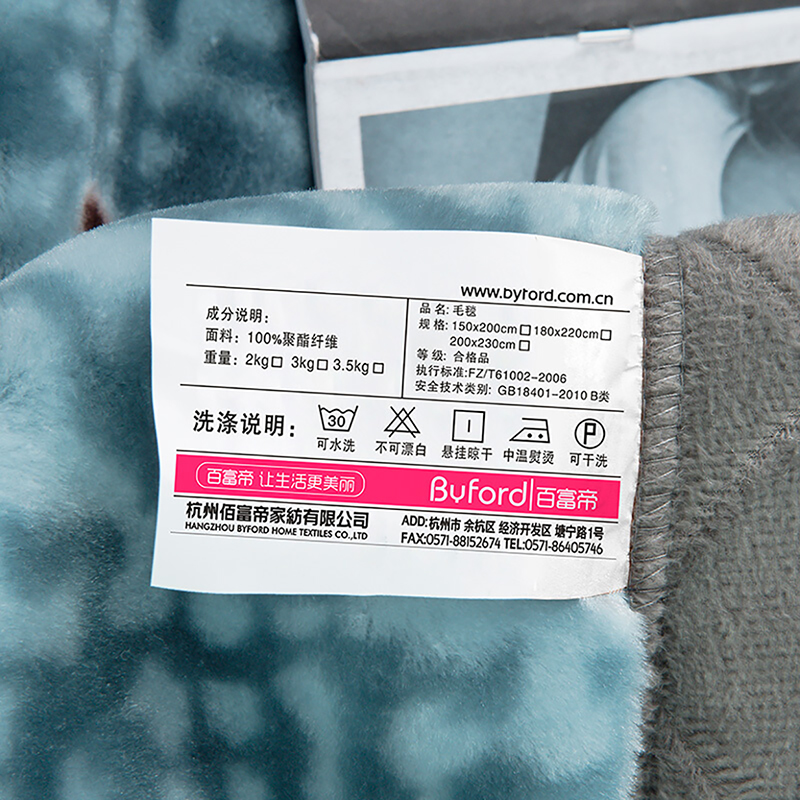 www.byford.com.cn
成分说明:
面料: 100%聚酯纤维
重量: 2kg□ 3kg□ 3.5kg□
品名: 毛毯
规格: 150x200cm□ 180x220cm□
200x230cm□
等级: 合格品
执行标准: FZ/T61002-2006
安全技术类别: GB18401-2010 B类
洗涤说明:
30 P
可水洗 不可漂白 悬挂晾干 中温熨烫 可干洗
百富帝 让生活更美丽
Byford|百富帝
杭州佰富帝家紡有限公司
HANGZHOU BYFORD HOME TEXTILES CO.,LTD
ADD:杭州市 余杭区 经济开发区 塘宁路1号
FAX:0571-88152674 TEL:0571-86405746